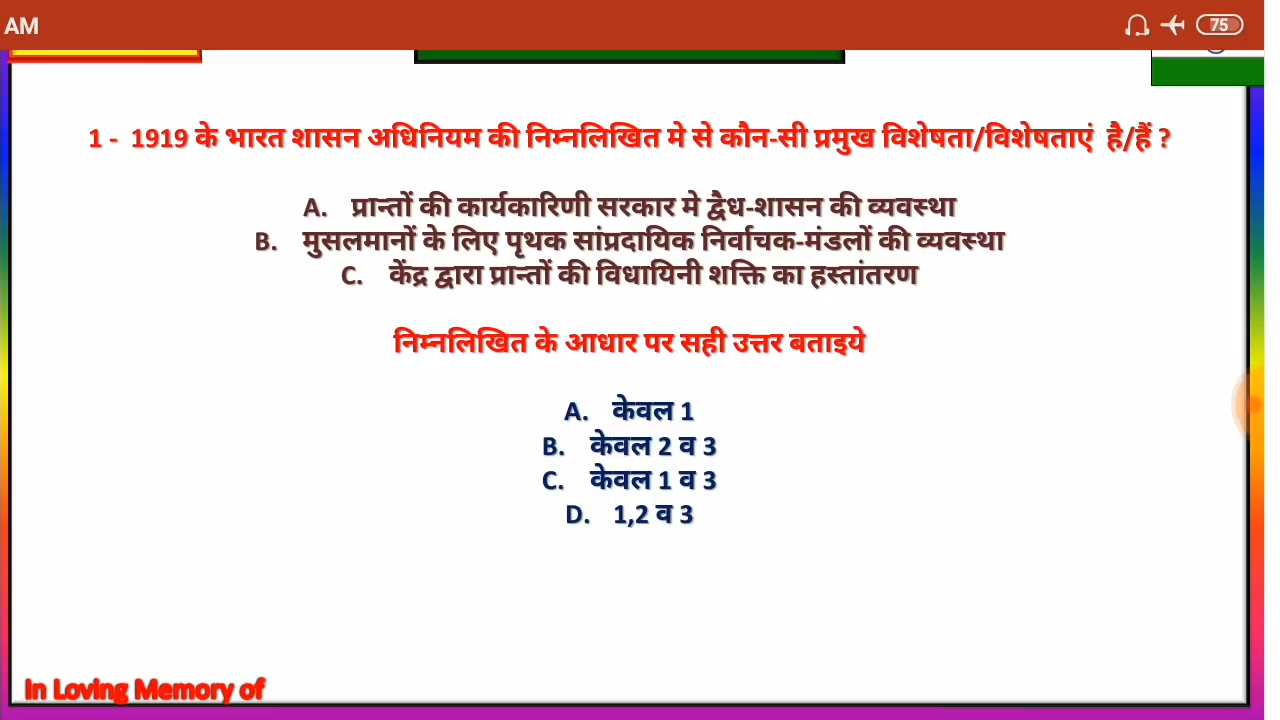 AM
75
1 - 1919 के भारत शासन अधिनियम की निम्नलिखित मे से कौन-सी प्रमुख विशेषता/विशेषताएं है/हैं ?
A. प्रान्तों की कार्यकारिणी सरकार मे द्वैध-शासन की व्यवस्था
B. मुसलमानों के लिए पृथक सांप्रदायिक निर्वाचक-मंडलों की व्यवस्था
C. केंद्र द्वारा प्रान्तों की विधायिनी शक्ति का हस्तांतरण
निम्नलिखित के आधार पर सही उत्तर बताइये
A. केवल 1
B. केवल 2 व 3
C. केवल 1 व 3
D. 1,2 व 3
In Loving Memory of